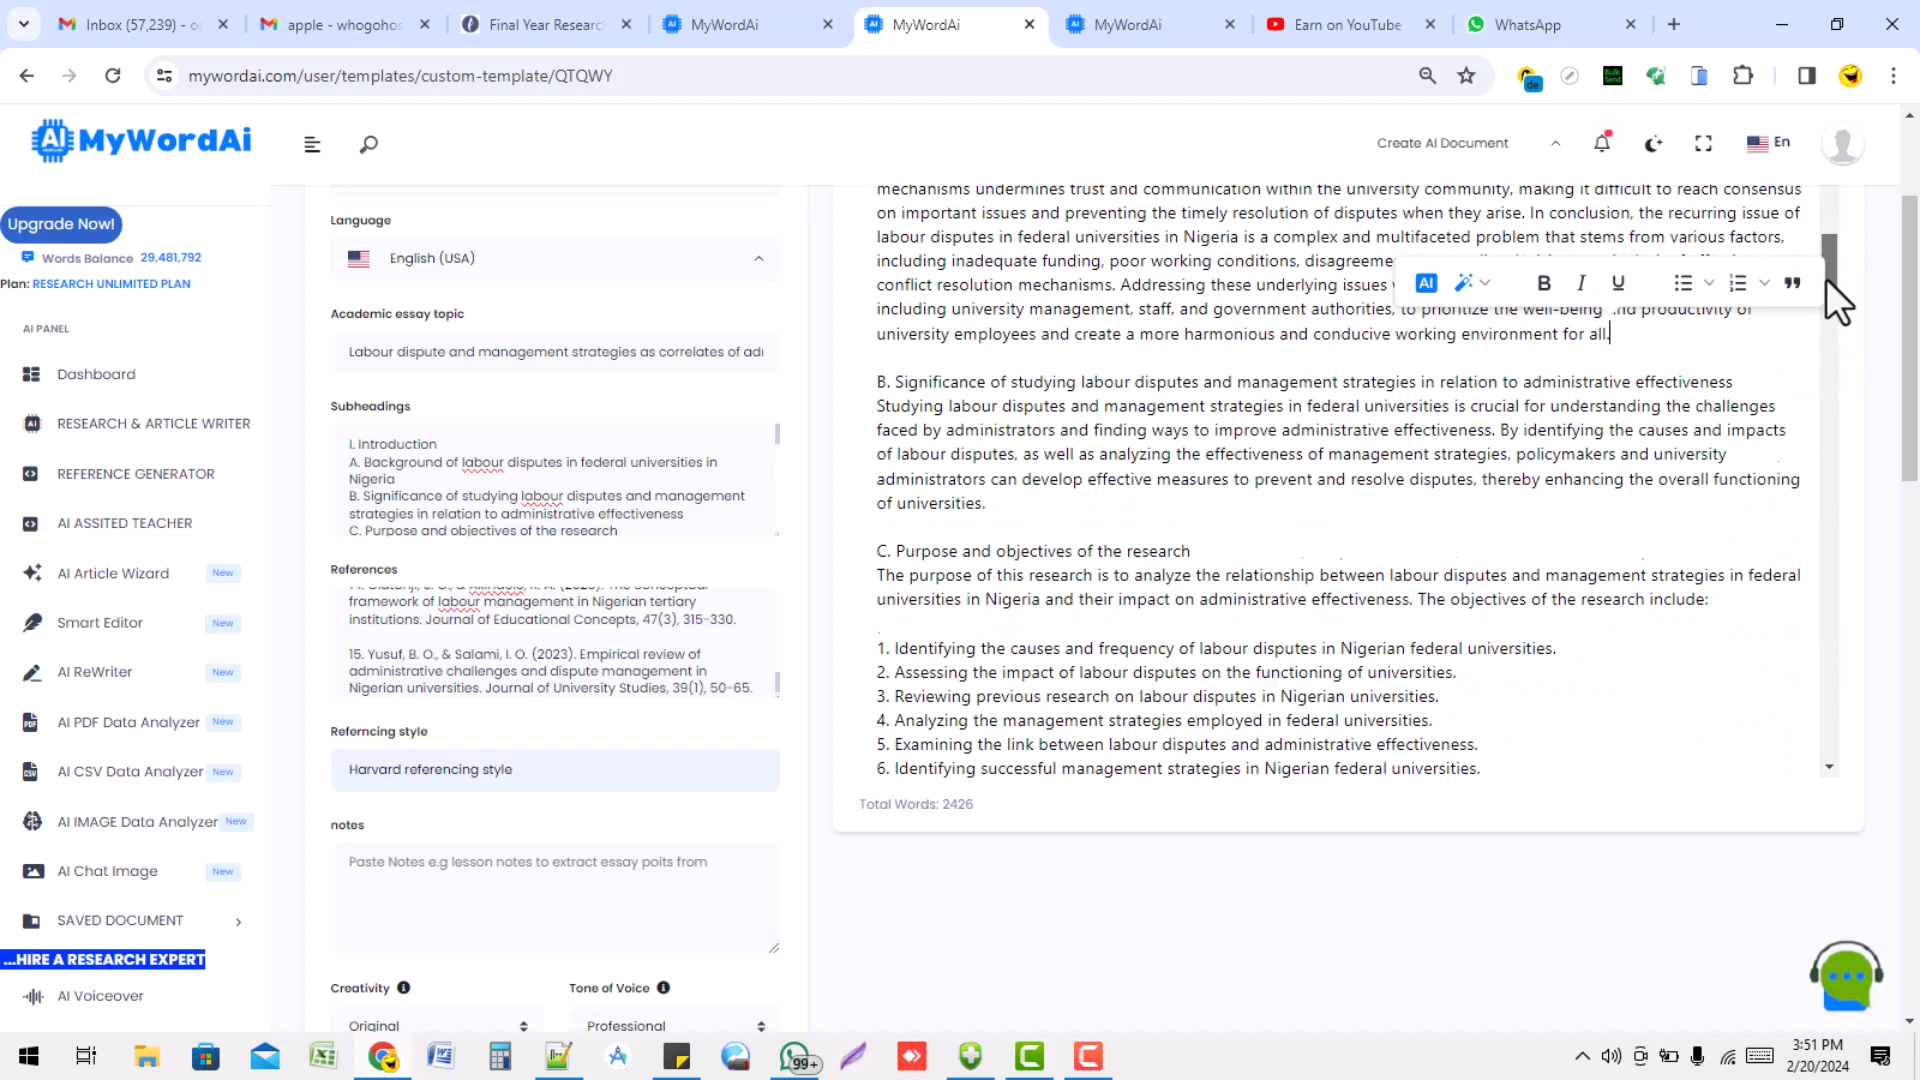 Inbox (57,239) - o
apple - whogohos
Final Year Researc
MyWordAi
MyWordAi
MyWordAi
Earn on YouTube
WhatsApp
mywordai.com/user/templates/custom-template/QTQWY
de
Bulk Send
AI MyWordAi
Create AI Document
En
Upgrade Now!
Words Balance 29,481,792
Plan: RESEARCH UNLIMITED PLAN
AI PANEL
Dashboard
RESEARCH & ARTICLE WRITER
REFERENCE GENERATOR
AI ASSITED TEACHER
AI Article Wizard New
Smart Editor New
AI ReWriter New
AI PDF Data Analyzer New
AI CSV Data Analyzer New
AI IMAGE Data Analyzer New
AI Chat Image New
SAVED DOCUMENT
...HIRE A RESEARCH EXPERT
AI Voiceover
Language
English (USA)
Academic essay topic
Labour dispute and management strategies as correlates of adı
Subheadings
I. Introduction
A. Background of labour disputes in federal universities in
Nigeria
B. Significance of studying labour disputes and management
strategies in relation to administrative effectiveness
C. Purpose and objectives of the research
References
framework of labour management in Nigerian tertiary
institutions. Journal of Educational Concepts, 47(3), 315-330.
15. Yusuf, B. O., & Salami, I. O. (2023). Empirical review of
administrative challenges and dispute management in
Nigerian universities. Journal of University Studies, 39(1), 50-65.
Referncing style
Harvard referencing style
notes
Paste Notes e.g lesson notes to extract essay poits from
Creativity
Tone of Voice
Original
Professional
mechanisms undermines trust and communication within the university community, making it difficult to reach consensus
on important issues and preventing the timely resolution of disputes when they arise. In conclusion, the recurring issue of
labour disputes in federal universities in Nigeria is a complex and multifaceted problem that stems from various factors,
including inadequate funding, poor working conditions, disagreeme
conflict resolution mechanisms. Addressing these underlying issues
including university management, staff, and government authorities, to prioritize the well-being nd productivity of
university employees and create a more harmonious and conducive working environment for all.
AI B I U
B. Significance of studying labour disputes and management strategies in relation to administrative effectiveness
Studying labour disputes and management strategies in federal universities is crucial for understanding the challenges
faced by administrators and finding ways to improve administrative effectiveness. By identifying the causes and impacts
of labour disputes, as well as analyzing the effectiveness of management strategies, policymakers and university
administrators can develop effective measures to prevent and resolve disputes, thereby enhancing the overall functioning
of universities.
C. Purpose and objectives of the research
The purpose of this research is to analyze the relationship between labour disputes and management strategies in federal
universities in Nigeria and their impact on administrative effectiveness. The objectives of the research include:
1. Identifying the causes and frequency of labour disputes in Nigerian federal universities.
2. Assessing the impact of labour disputes on the functioning of universities.
3. Reviewing previous research on labour disputes in Nigerian universities.
4. Analyzing the management strategies employed in federal universities.
5. Examining the link between labour disputes and administrative effectiveness.
6. Identifying successful management strategies in Nigerian federal universities.
Total Words: 2426
99+
3:51 PM
2/20/2024